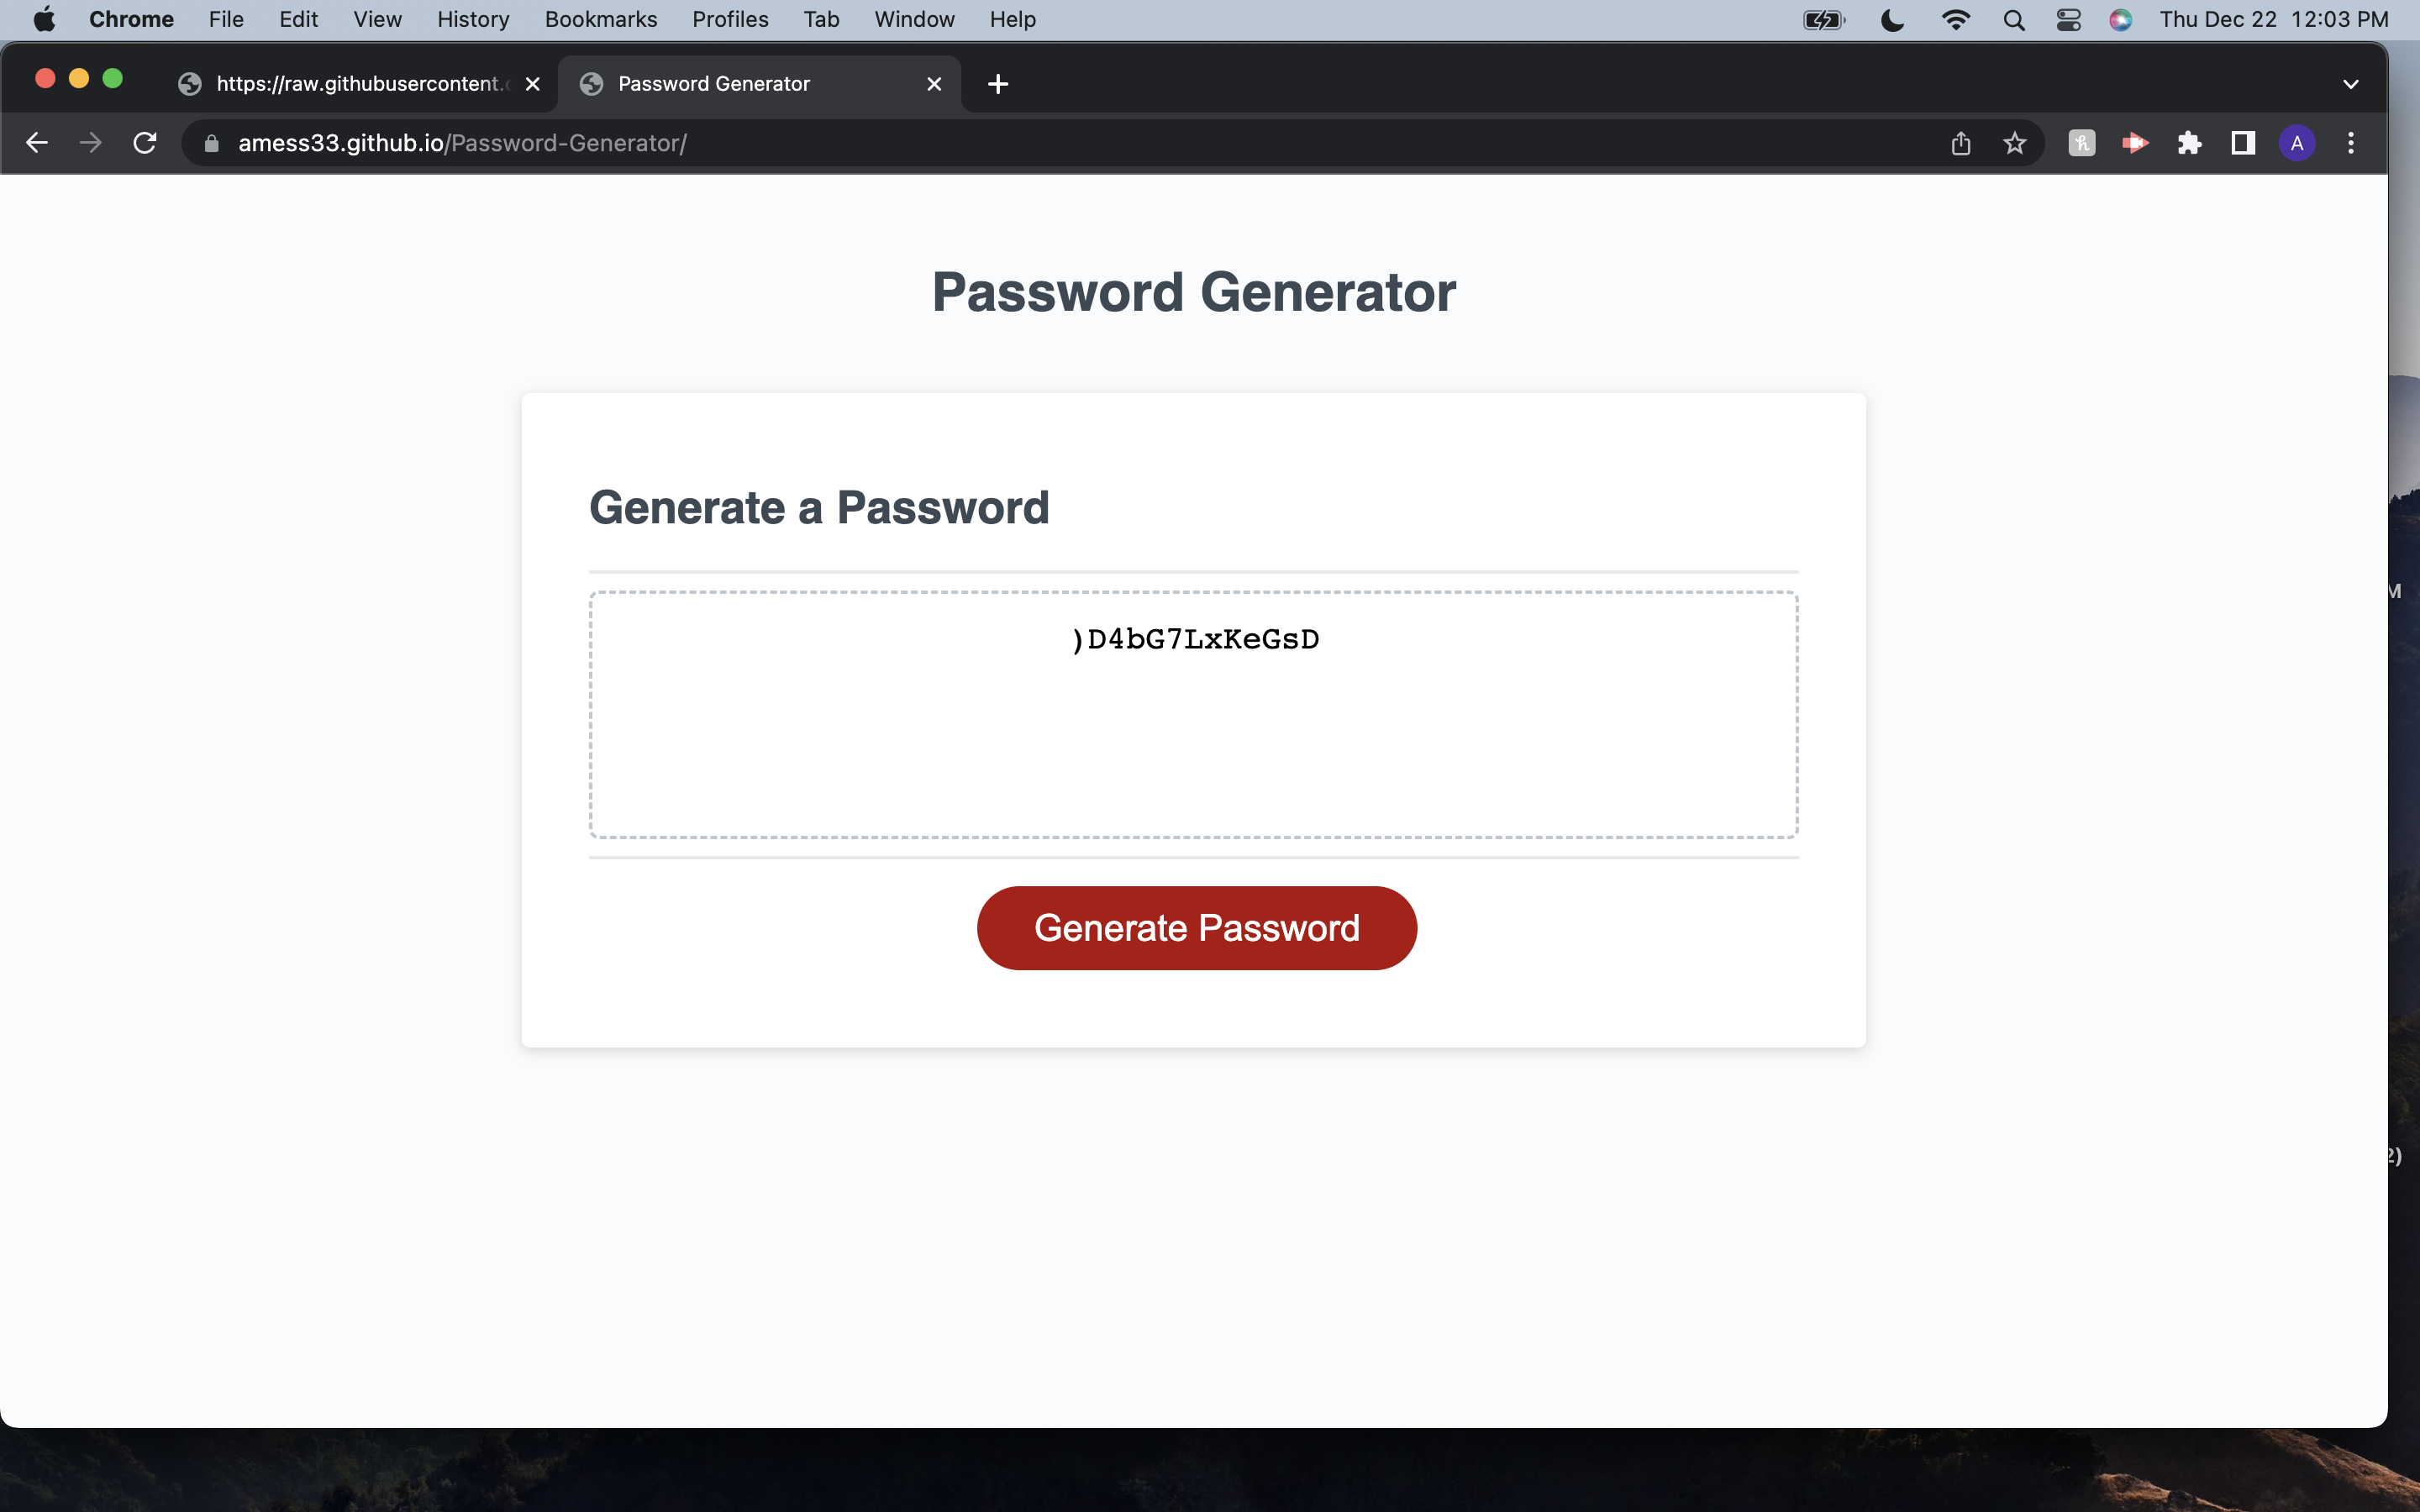 Chrome File Edit View History Bookmarks Profiles Tab Window Help Thu Dec 22 12:03 PM
https://raw.githubusercontent.c Password Generator
amess33.github.io/Password-Generator/ A
Password Generator
Generate a Password
)D4bG7LxKeGsD
Generate Password
M
2)